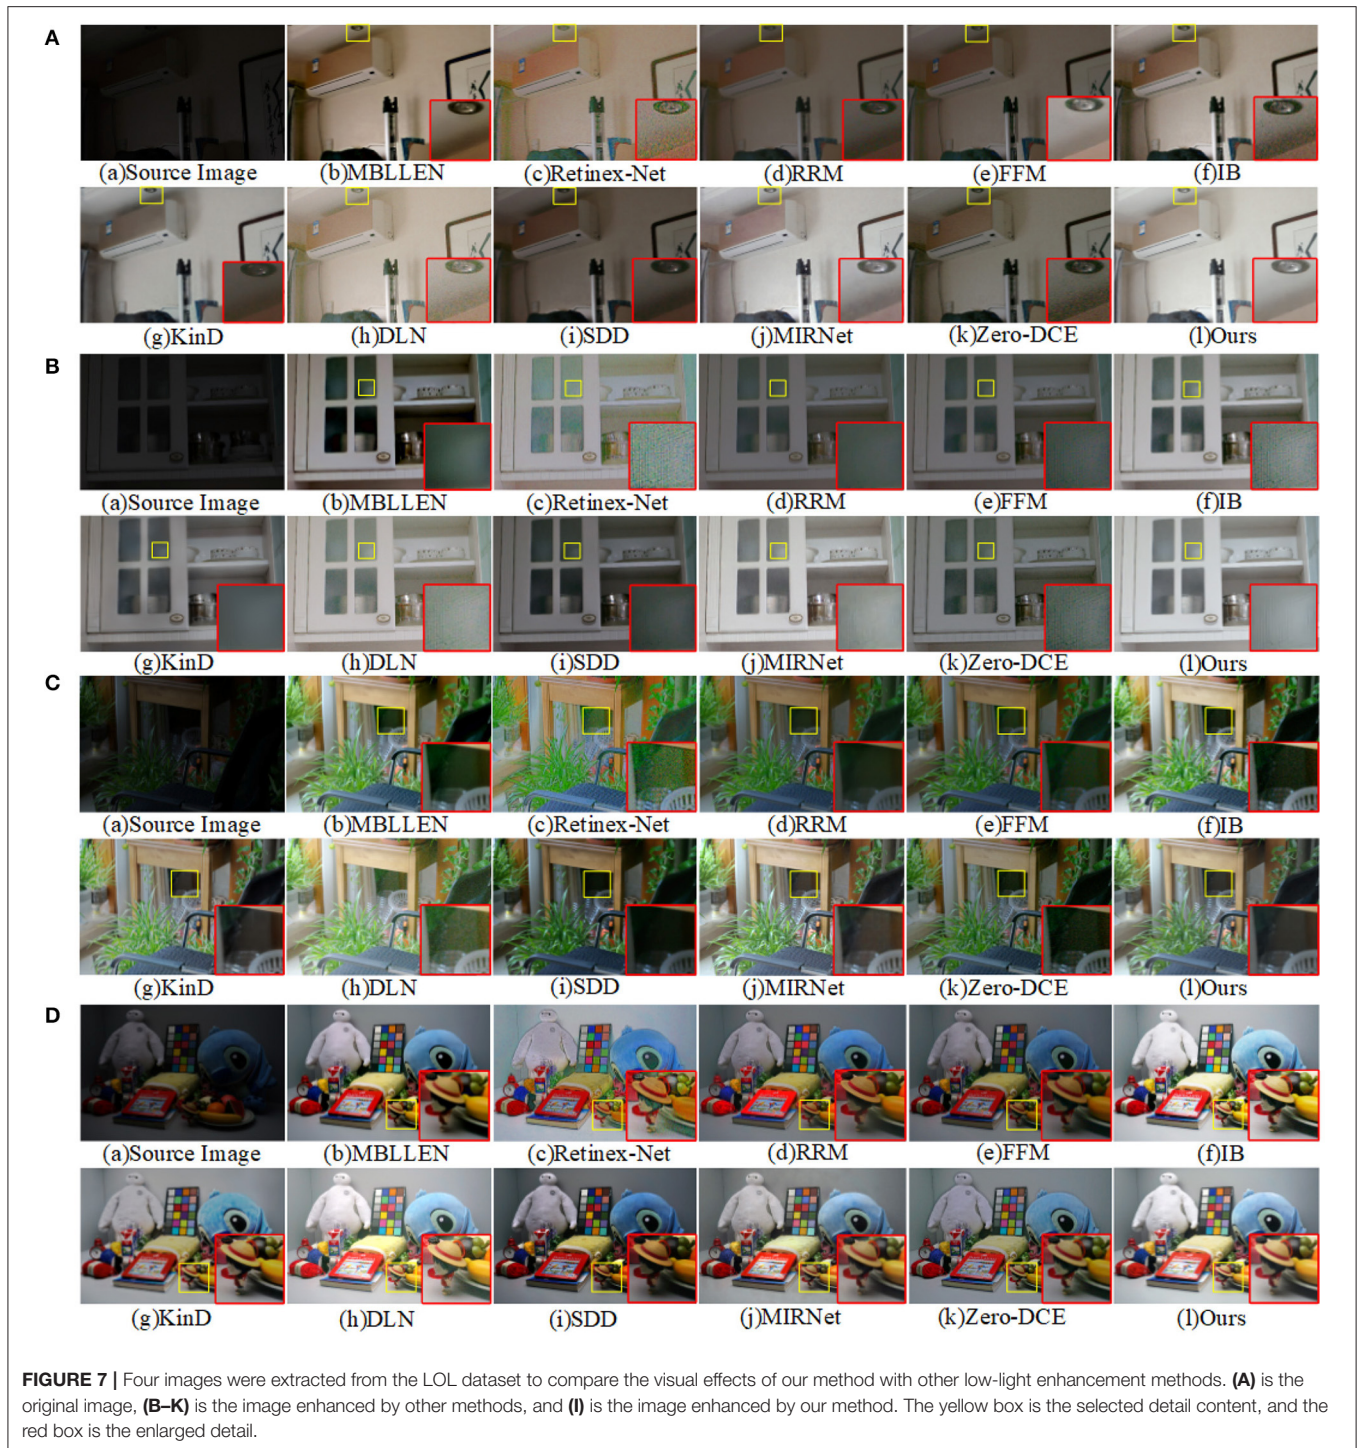 A
(a)Source Image (b)MBLLEN (c)Retinex-Net (d)RRM (e)FFM (f)IB
(g)KinD (h)DLN (i)SDD (j)MIRNet (k)Zero-DCE (l)Ours
B
(a)Source Image (b)MBLLEN (c)Retinex-Net (d)RRM (e)FFM (f)IB
(g)KinD (h)DLN (i)SDD (j)MIRNet (k)Zero-DCE (l)Ours
C
(a)Source Image (b)MBLLEN (c)Retinex-Net (d)RRM (e)FFM (f)IB
(g)KinD (h)DLN (i)SDD (j)MIRNet (k)Zero-DCE (l)Ours
D
(a)Source Image (b)MBLLEN (c)Retinex-Net (d)RRM (e)FFM (f)IB
(g)KinD (h)DLN (i)SDD (j)MIRNet (k)Zero-DCE (l)Ours
FIGURE 7 | Four images were extracted from the LOL dataset to compare the visual effects of our method with other low-light enhancement methods. (A) is the
original image, (B–K) is the image enhanced by other methods, and (I) is the image enhanced by our method. The yellow box is the selected detail content, and the
red box is the enlarged detail.